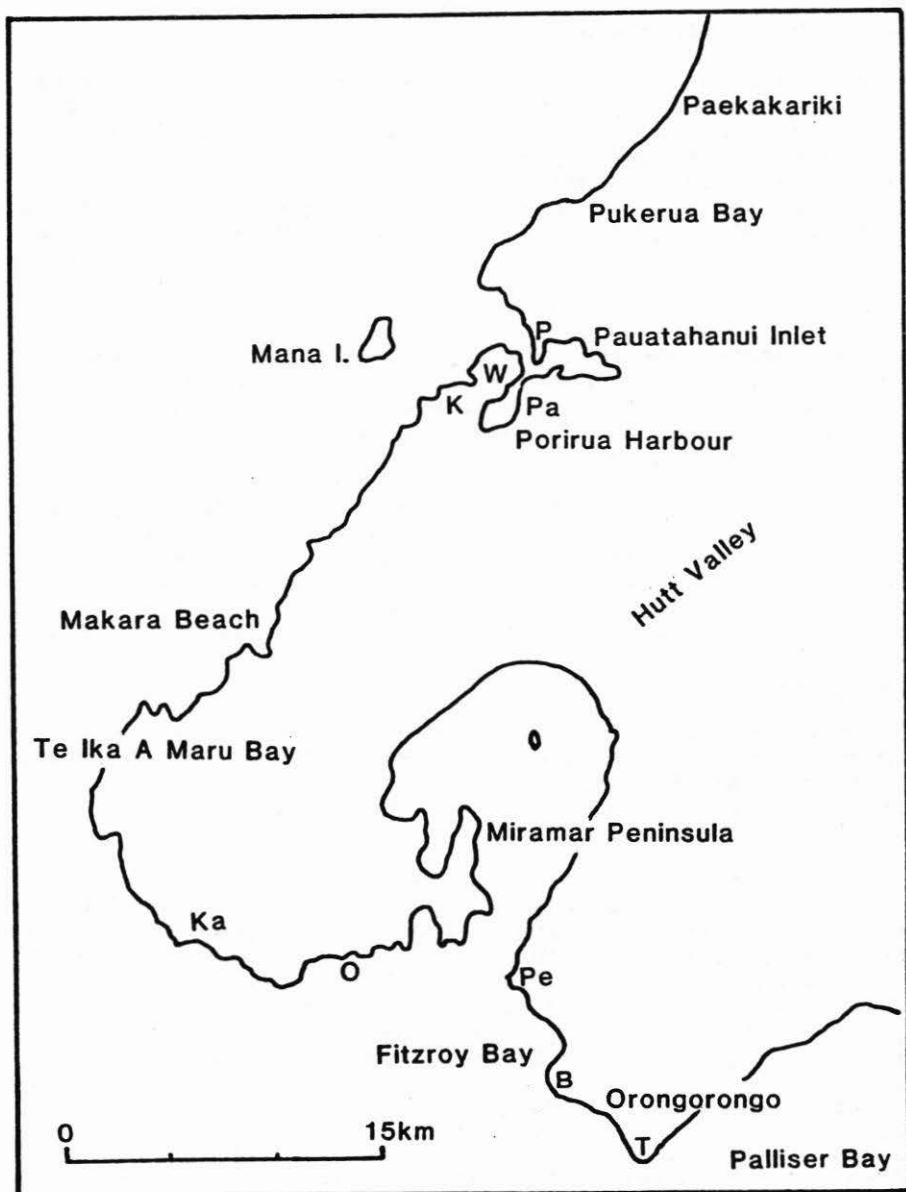 Paekakariki
Pukerua Bay
P
Pauatahanui Inlet
Mana I.
W
K
Pa
Porirua Harbour
Hutt Valley
Makara Beach
Te Ika A Maru Bay
Miramar Peninsula
Ka
O
Pe
Fitzroy Bay
B
Orongorongo
0 15km
T
Palliser Bay